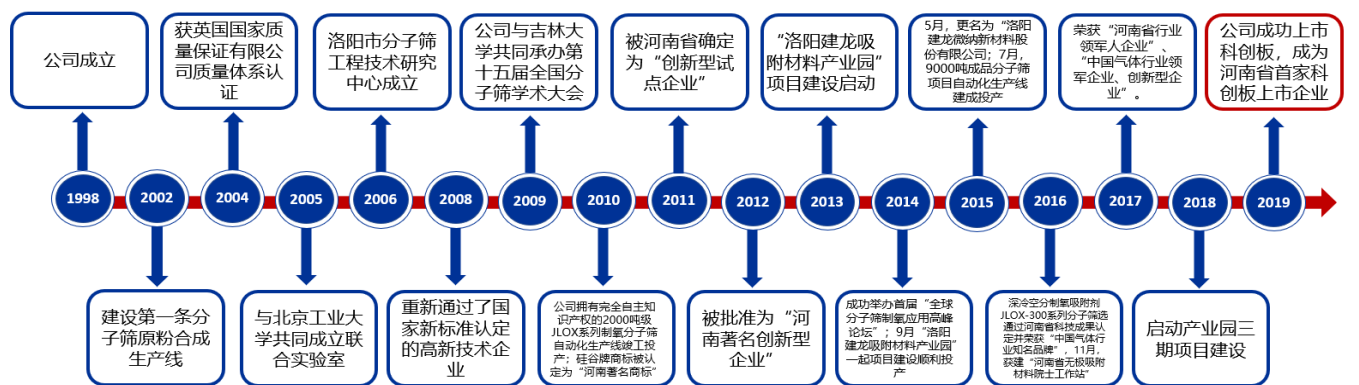 公司成立
获英国国家质
量保证有限公
司质量体系认
证
洛阳市分子筛
工程技术研究
中心成立
公司与吉林大
学共同承办第
十五届全国分
子筛学术大会
被河南省确定
为“创新型试
点企业”
“洛阳建龙吸
附材料产业园”
项目建设启动
5月，更名为“洛阳
建龙微纳新材料股
份有限公司；7月，
9000吨成品分子筛
项目自动化生产线
建成投产
荣获“河南省行业
领军人企业”、
“中国气体行业领
军企业、创新型企
业”。
公司成功上市
科创板，成为
河南省首家科
创板上市企业
1998
2002
2004
2005
2006
2008
2009
2010
2011
2012
2013
2014
2015
2016
2017
2018
2019
建设第一条分
子筛原粉合成
生产线
与北京工业大
学共同成立联
合实验室
重新通过了国
家新标准认定
的高新技术企
业
公司拥有完全自主知
识产权的2000吨级
JLOX系列制氧分子筛
自动化生产线竣工投
产；硅谷牌商标被认
定为“河南著名商标”
被批准为“河
南著名创新型
企业”
成功举办首届“全球
分子筛制氧应用高峰
论坛”；9月“洛阳
建龙吸附材料产业园”
一起项目建设顺利投
产
深冷空分制氧吸附剂
JLOX-300系列分子筛选
通过河南省科技成果认
定并荣获“中国气体行
业知名品牌”，11月，
获建“河南省无极吸附
材料院士工作站”
启动产业园三
期项目建设